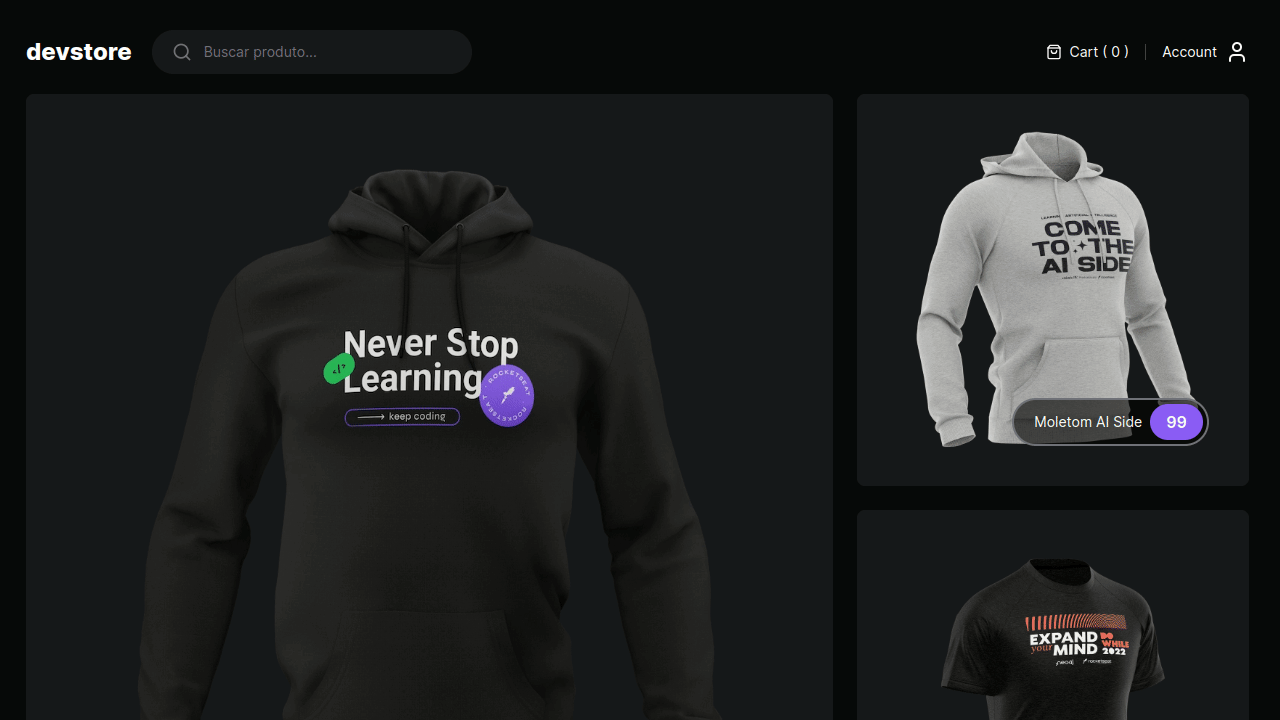 devstore
Buscar produto...
Cart ( 0 )
Account
Never Stop
Learning
</>
ROCKETSEAT ROCKETSEAT
keep coding
COME
TO THE
AI SIDE
Moletom AI Side
99
EXPAND
your MIND
DO
WHILE
2022